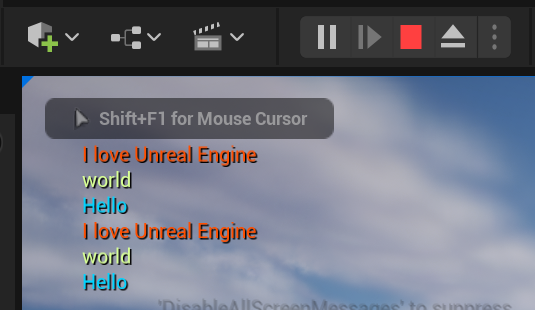 Shift+F1 for Mouse Cursor
I love Unreal Engine
world
Hello
I love Unreal Engine
world
Hello
'DisableAllScreenMessages' to suppress